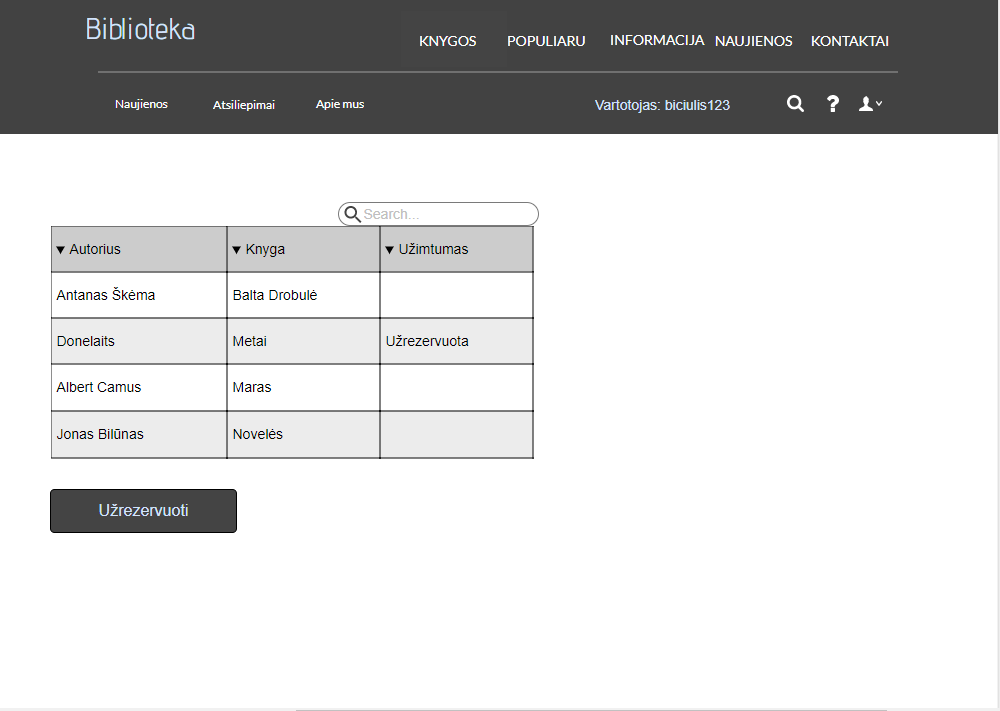 Biblioteka
KNYGOS POPULIARU INFORMACIJA NAUJIENOS KONTAKTAI
Naujienos Atsiliepimai Apie mus Vartotojas: biciulis123 ?
Search...
▼ Autorius ▼ Knyga ▼ Užimtumas
Antanas Škėma Balta Drobulė
Donelaits Metai Užrezervuota
Albert Camus Maras
Jonas Biliūnas Novelės
Užrezervuoti